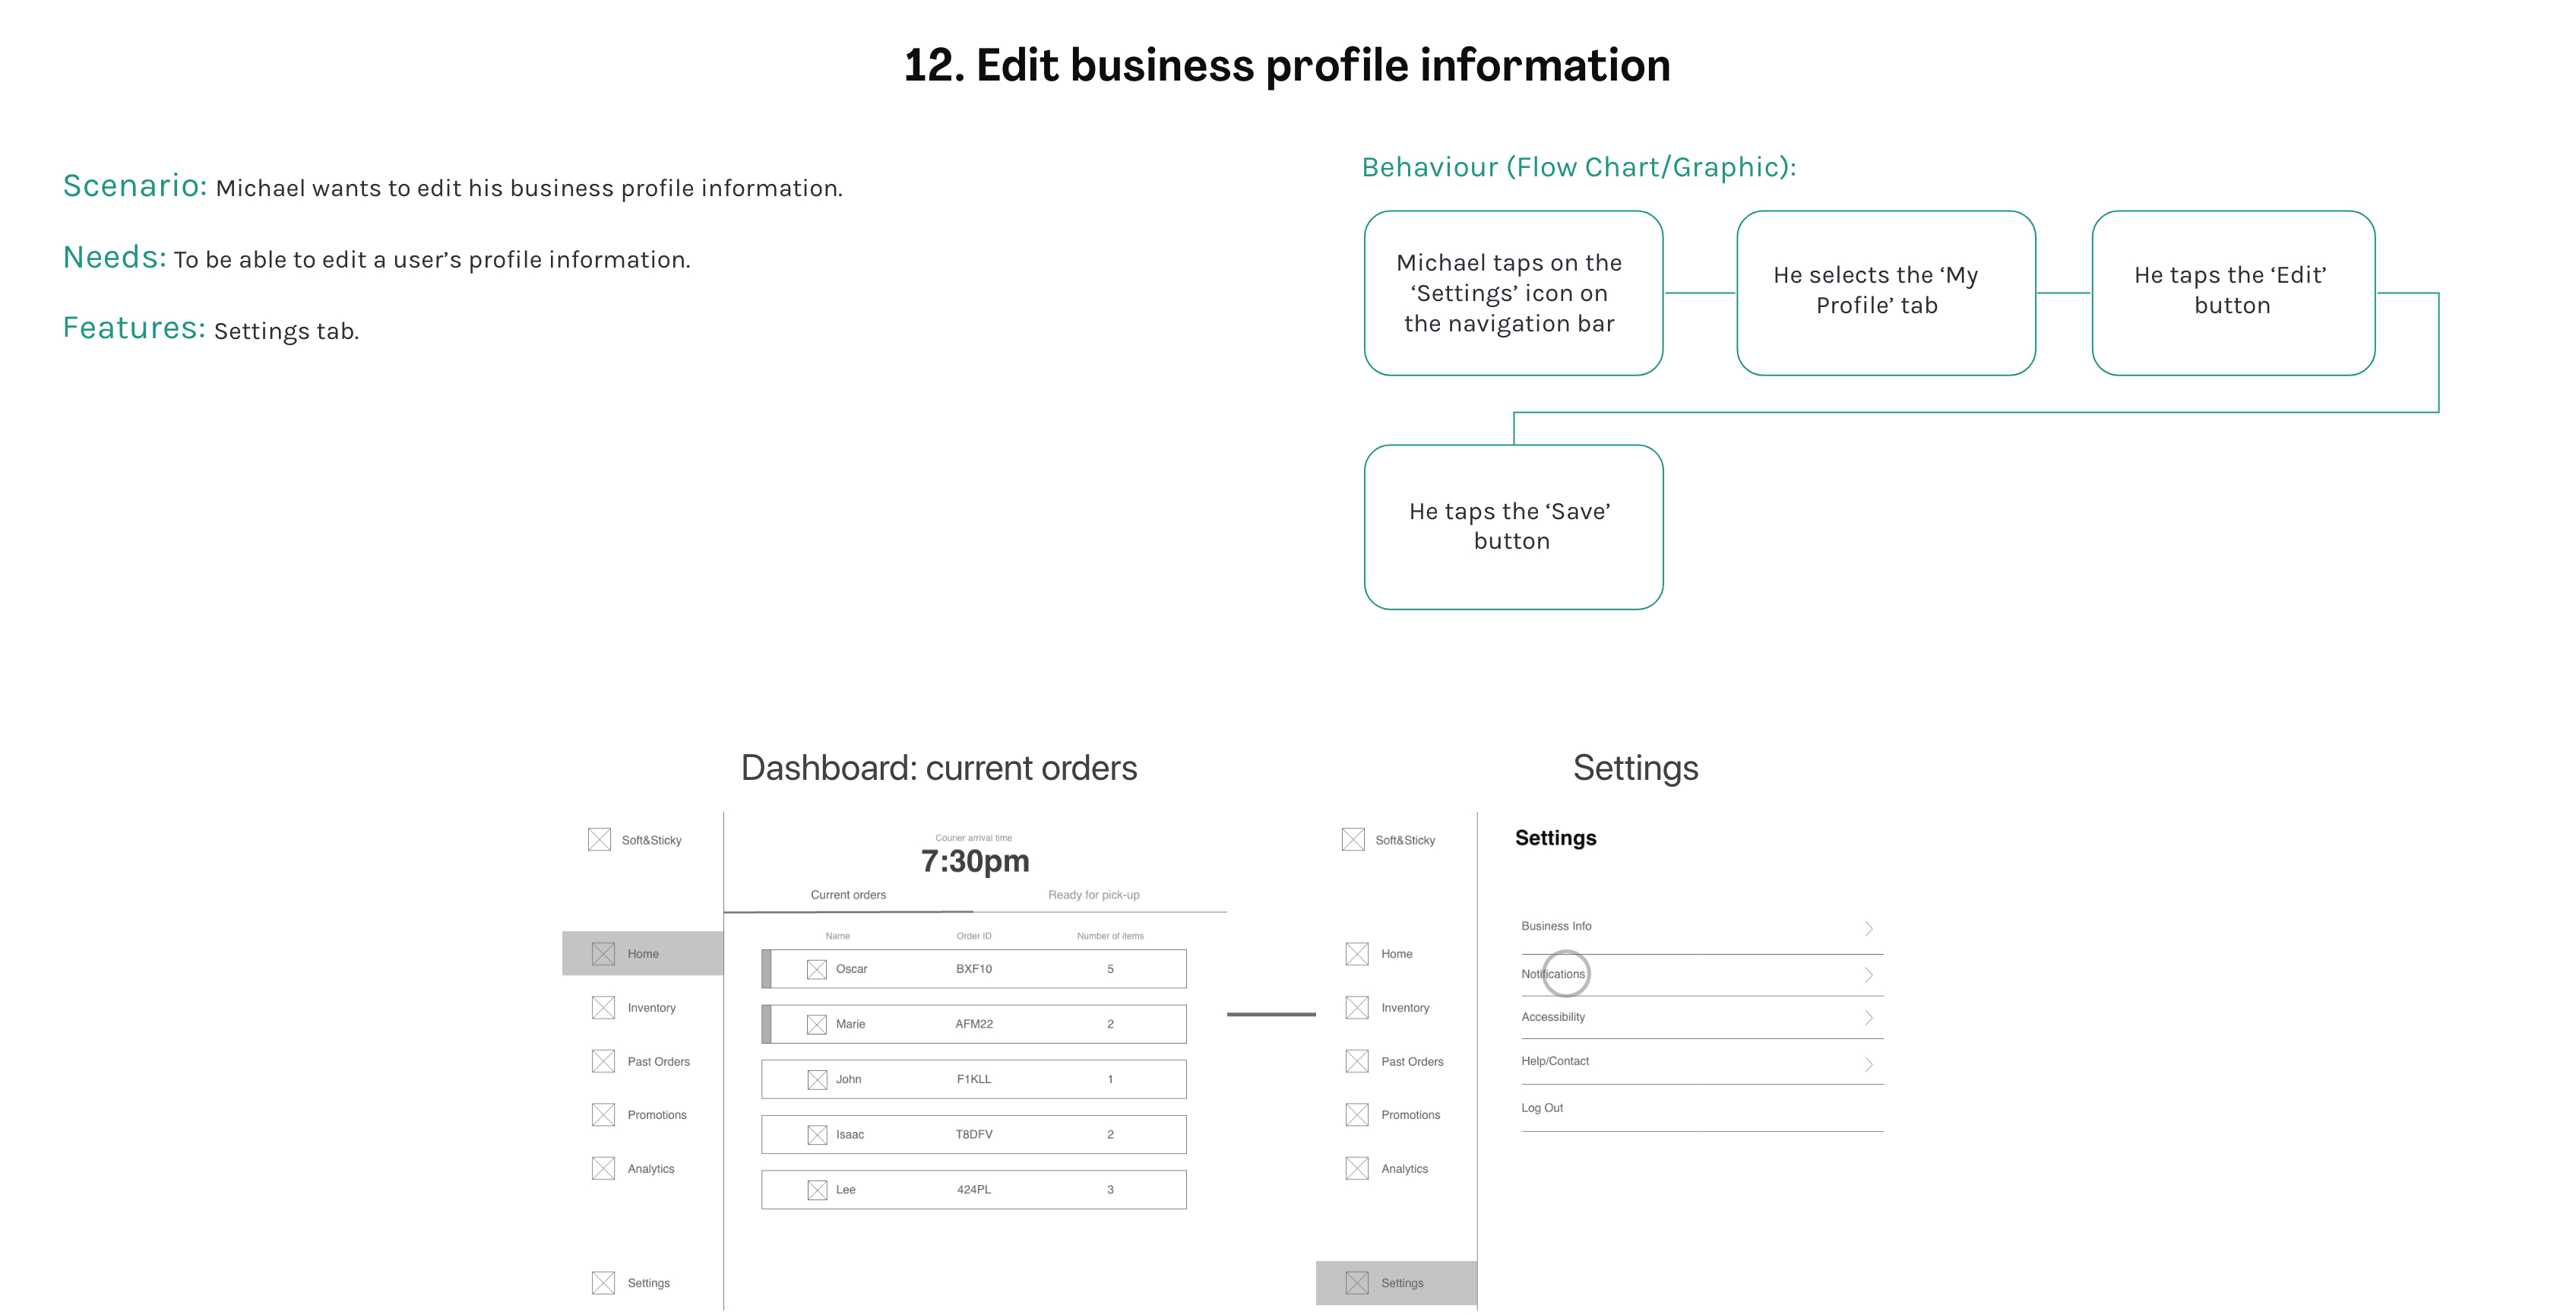 12. Edit business profile information
Scenario: Michael wants to edit his business profile information.
Needs: To be able to edit a user’s profile information.
Features: Settings tab.
Behaviour (Flow Chart/Graphic):
Michael taps on the
‘Settings’ icon on
the navigation bar
He selects the ‘My
Profile’ tab
He taps the ‘Edit’
button
He taps the ‘Save’
button
Dashboard: current orders
Soft&Sticky
Home
Inventory
Past Orders
Promotions
Analytics
Settings
Courier arrival time
7:30pm
Current orders Ready for pick-up
Name Order ID Number of items
Oscar BXF10 5
Marie AFM22 2
John F1KLL 1
Isaac T8DFV 2
Lee 424PL 3
Settings
Soft&Sticky
Home
Inventory
Past Orders
Promotions
Analytics
Settings
Settings
Business Info
Notifications
Accessibility
Help/Contact
Log Out